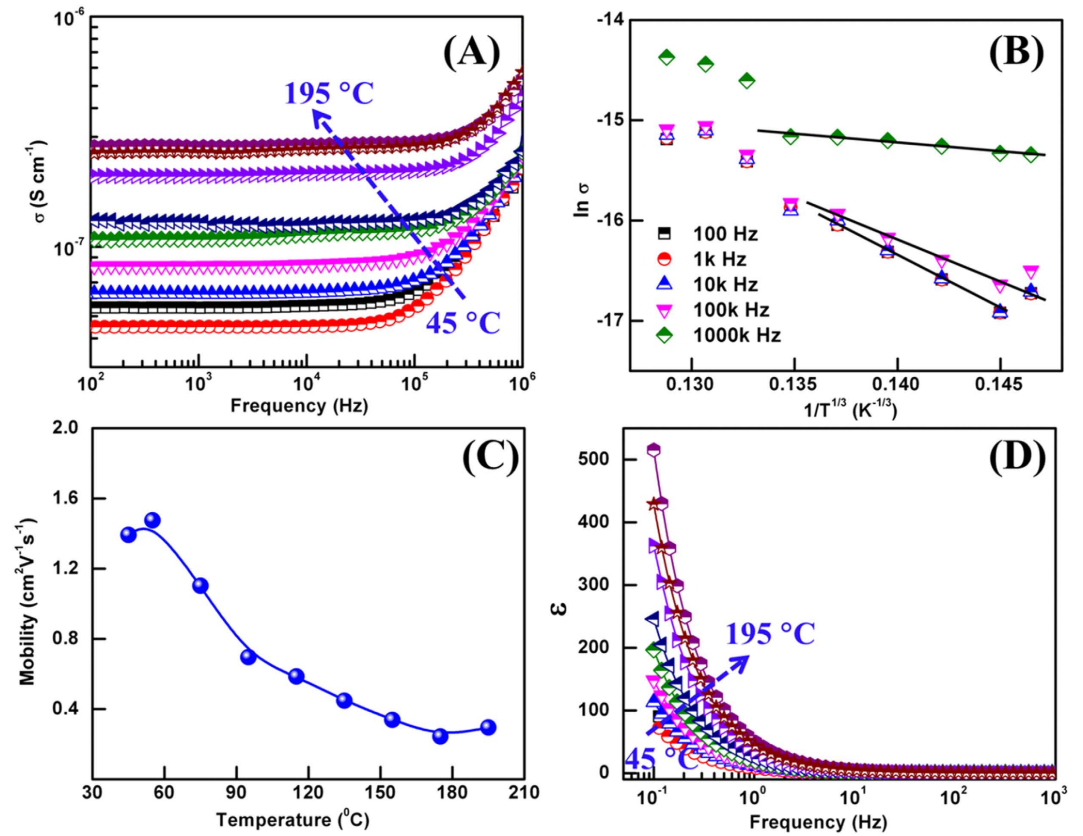 (A)
10⁻⁶
10⁻⁷
σ (S cm⁻¹)
195 °C
45 °C
10² 10³ 10⁴ 10⁵ 10⁶
Frequency (Hz)
(B)
-14
-15
-16
-17
ln σ
100 Hz
1k Hz
10k Hz
100k Hz
1000k Hz
0.130 0.135 0.140 0.145
1/T^1/3 (K^-1/3)
(C)
2.0
1.6
1.2
0.8
0.4
Mobility (cm²V⁻¹s⁻¹)
30 60 90 120 150 180 210
Temperature (⁰C)
(D)
500
400
300
200
100
0
ε
195 °C
45 °C
10⁻¹ 10⁰ 10¹ 10² 10³
Frequency (Hz)